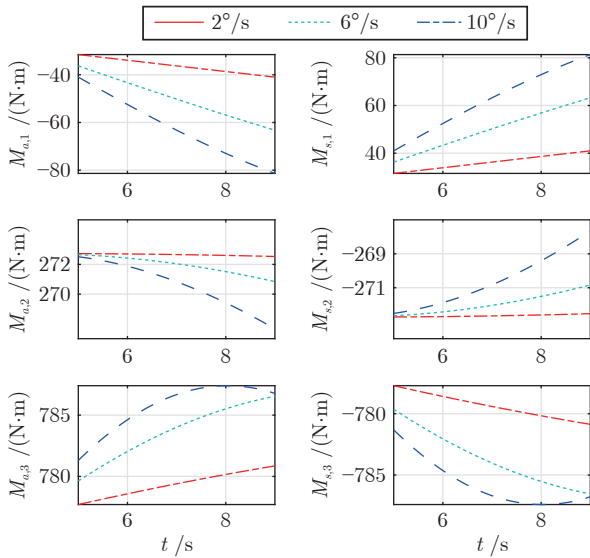 2°/s 6°/s 10°/s
M_{a,1} /(N·m)
−40
−60
−80
6 8
M_{s,1} /(N·m)
80
60
40
6 8
M_{a,2} /(N·m)
272
270
6 8
M_{s,2} /(N·m)
−269
−271
6 8
M_{a,3} /(N·m)
785
780
6 8
t /s
M_{s,3} /(N·m)
−780
−785
6 8
t /s